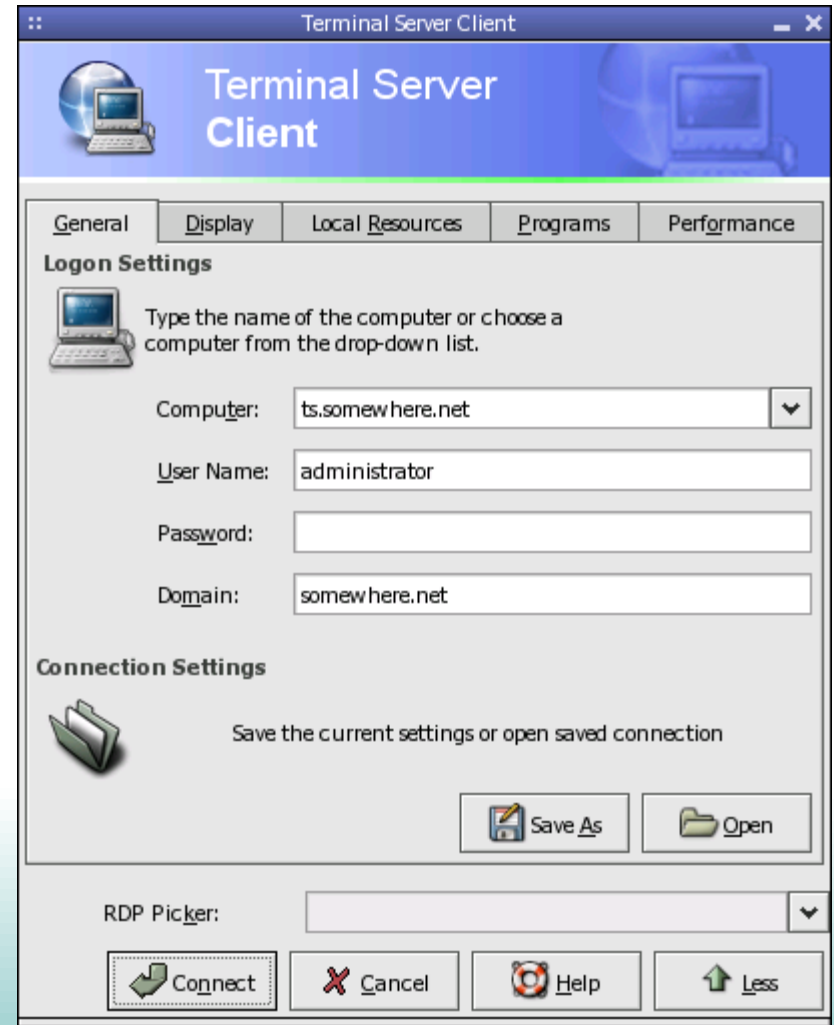 Terminal Server Client
Terminal Server
Client
General Display Local Resources Programs Performance
Logon Settings
Type the name of the computer or choose a
computer from the drop-down list.
Computer: ts.somewhere.net
User Name: administrator
Password:
Domain: somewhere.net
Connection Settings
Save the current settings or open saved connection
Save As Open
RDP Picker:
Connect Cancel Help Less